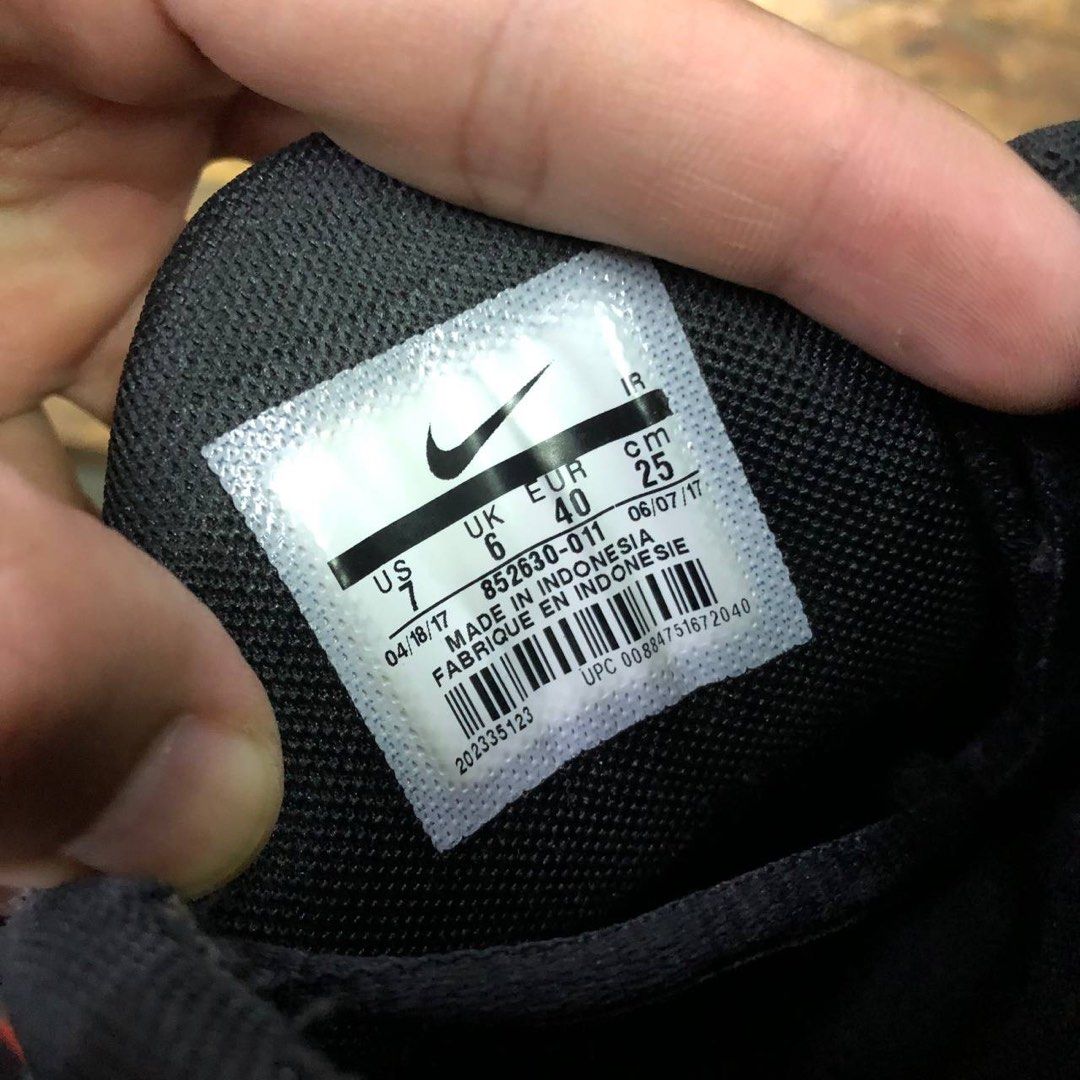 IR
US UK EUR cm
7 6 40 25
04/18/17 852630-011 06/07/17
MADE IN INDONESIA
FABRIQUE EN INDONESIE
202335123 UPC 00884751672040